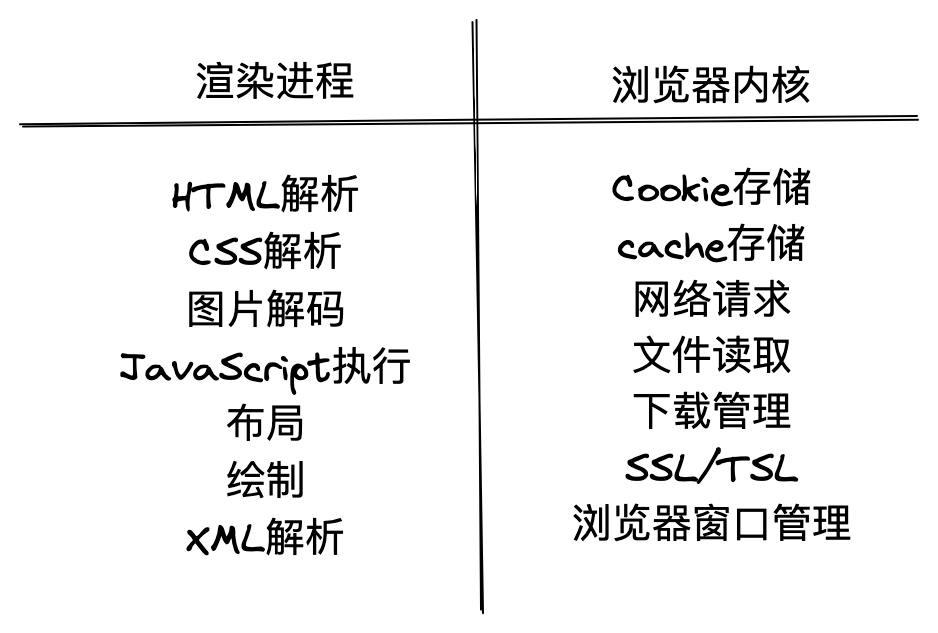 渲染进程
浏览器内核
HTML解析
CSS解析
图片解码
JavaScript执行
布局
绘制
XML解析
Cookie存储
cache存储
网络请求
文件读取
下载管理
SSL/TSL
浏览器窗口管理